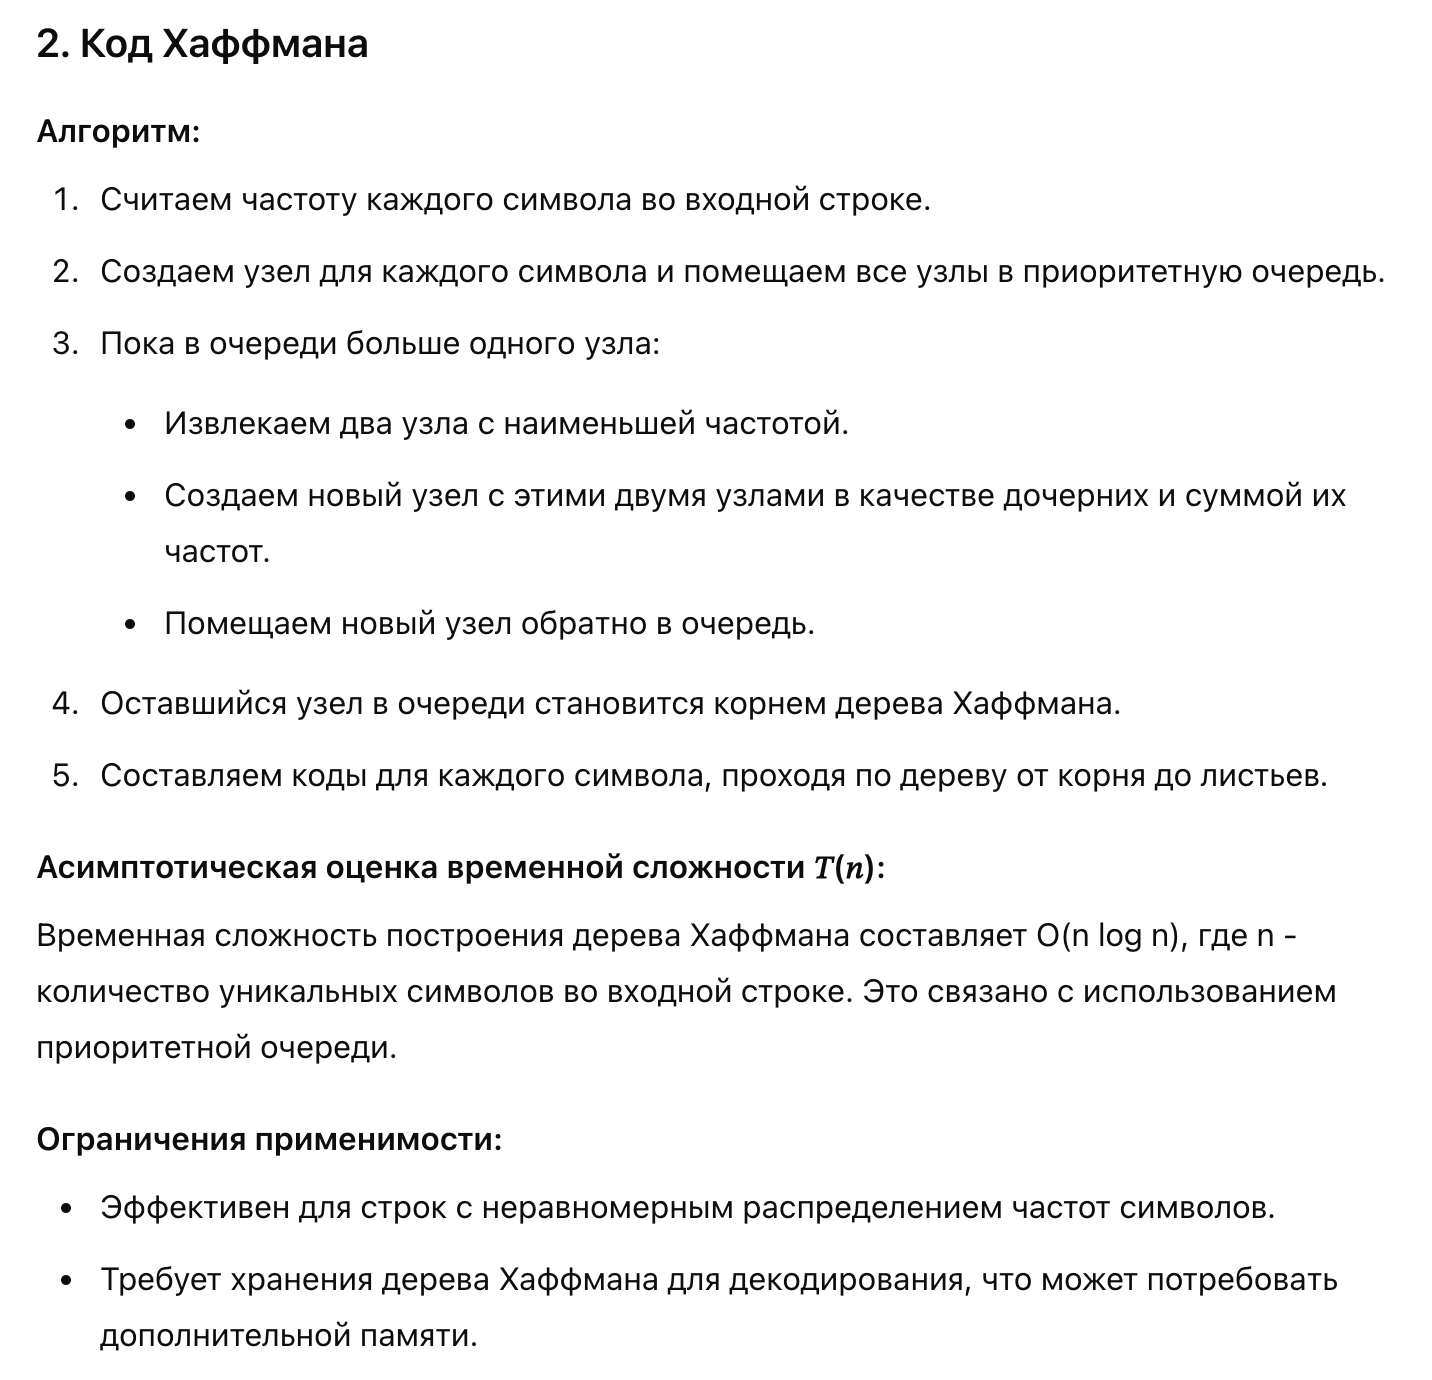 2. Код Хаффмана
Алгоритм:
1. Считаем частоту каждого символа во входной строке.
2. Создаем узел для каждого символа и помещаем все узлы в приоритетную очередь.
3. Пока в очереди больше одного узла:
• Извлекаем два узла с наименьшей частотой.
• Создаем новый узел с этими двумя узлами в качестве дочерних и суммой их
частот.
• Помещаем новый узел обратно в очередь.
4. Оставшийся узел в очереди становится корнем дерева Хаффмана.
5. Составляем коды для каждого символа, проходя по дереву от корня до листьев.
Асимптотическая оценка временной сложности T(n):
Временная сложность построения дерева Хаффмана составляет O(n log n), где n -
количество уникальных символов во входной строке. Это связано с использованием
приоритетной очереди.
Ограничения применимости:
• Эффективен для строк с неравномерным распределением частот символов.
• Требует хранения дерева Хаффмана для декодирования, что может потребовать
дополнительной памяти.